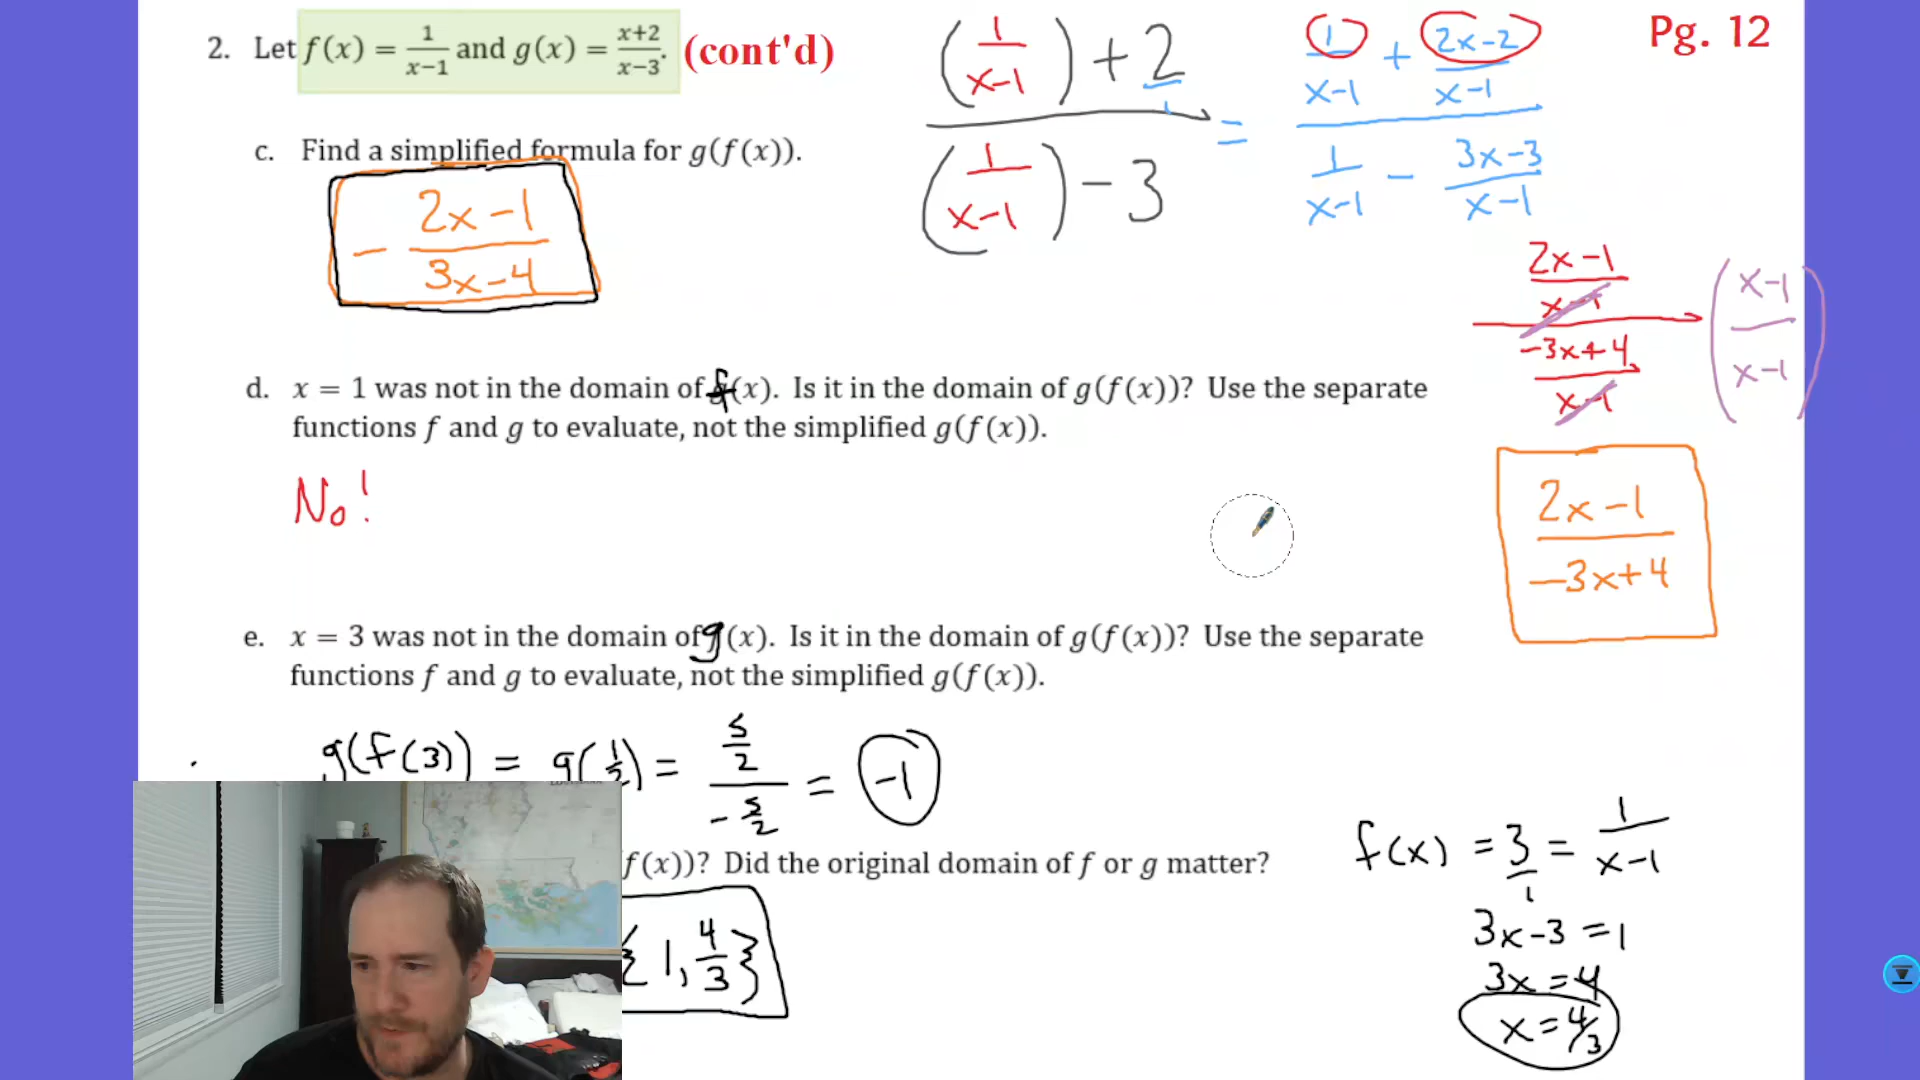 2. Let f(x) = 1/(x−1) and g(x) = (x+2)/(x−3). (cont'd)
Pg. 12
c. Find a simplified formula for g(f(x)).
− (2x −1)/(3x −4)
((1/(x−1)) + 2/1)/((1/(x−1)) − 3) = (1/(x−1) + (2x−2)/(x−1))/(1/(x−1) − (3x−3)/(x−1))
((2x −1)/(x−1))/((−3x+4)/(x−1)) ((x−1)/(x−1))
(2x −1)/(−3x+4)
d. x = 1 was not in the domain of f(x). Is it in the domain of g(f(x))? Use the separate
functions f and g to evaluate, not the simplified g(f(x)).
No!
e. x = 3 was not in the domain of g(x). Is it in the domain of g(f(x))? Use the separate
functions f and g to evaluate, not the simplified g(f(x)).
g(f(3)) = g(1/2) = (5/2)/(−5/2) = −1
f(x))? Did the original domain of f or g matter?
{1, 4/3}
f(x) = 3/1 = 1/(x−1)
3x−3 = 1
3x = 4
x = 4/3